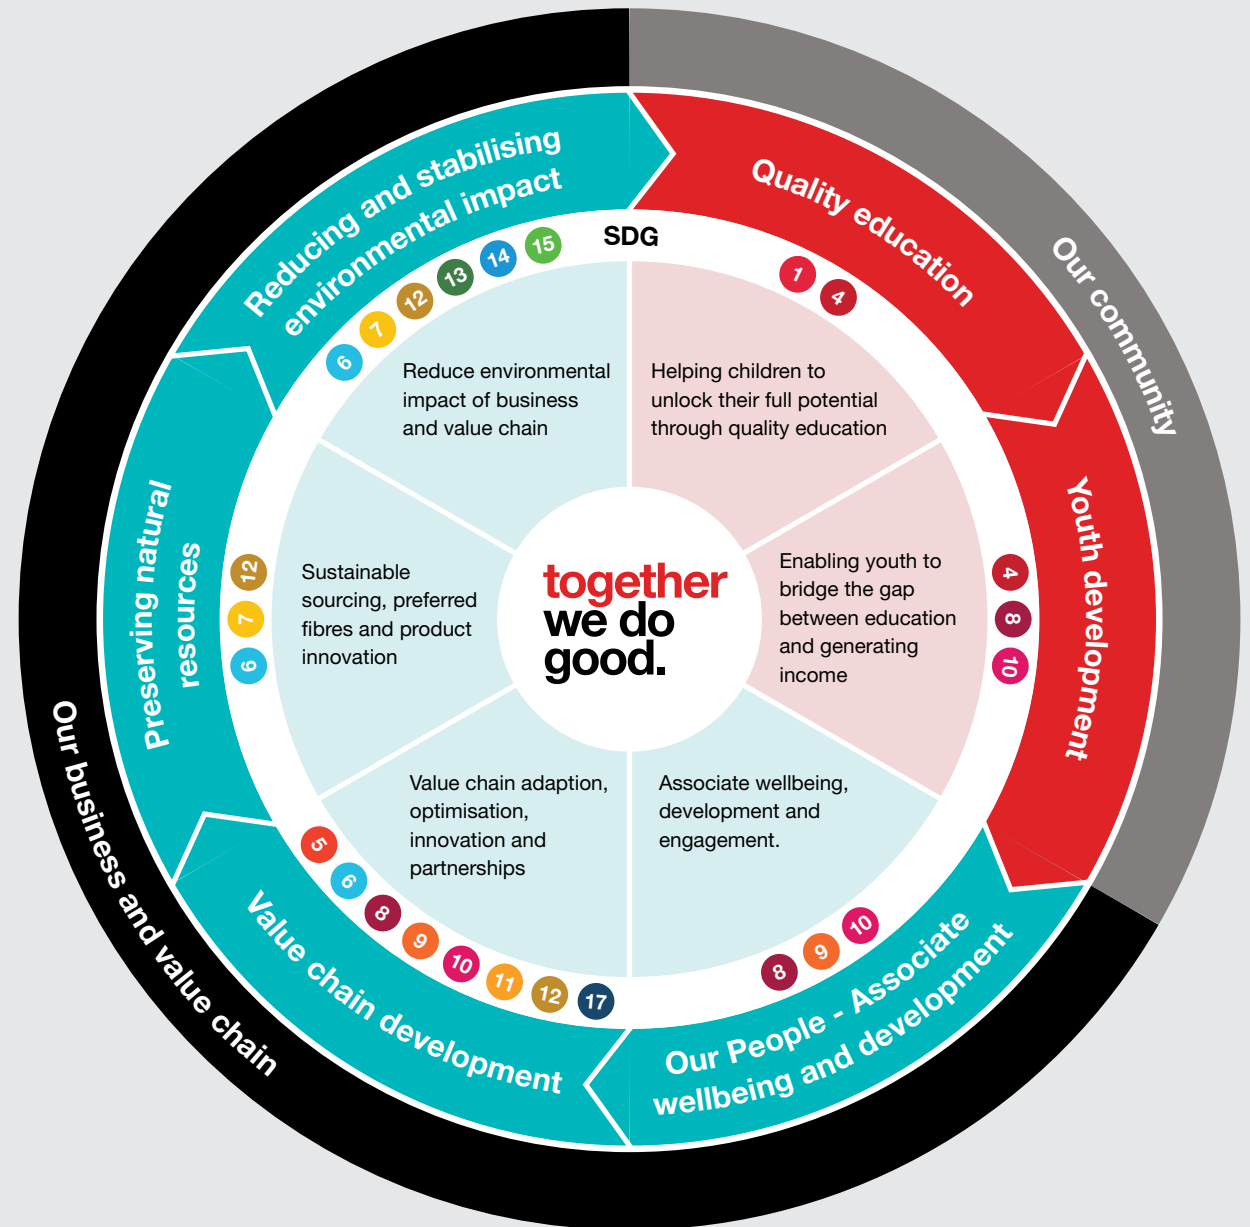 SDG
Our community
Quality education
1
4
Helping children to
unlock their full potential
through quality education
Youth development
4
8
10
Enabling youth to
bridge the gap
between education
and generating
income
Our business and value chain
Our People - Associate
wellbeing and development
10
9
8
Associate wellbeing,
development and
engagement.
Value chain development
17
12
11
10
9
8
6
5
Value chain adaption,
optimisation,
innovation and
partnerships
Preserving natural
resources
6
7
12
Sustainable
sourcing, preferred
fibres and product
innovation
Reducing and stabilising
environmental impact
6
7
12
13
14
15
Reduce environmental
impact of business
and value chain
together
we do
good.